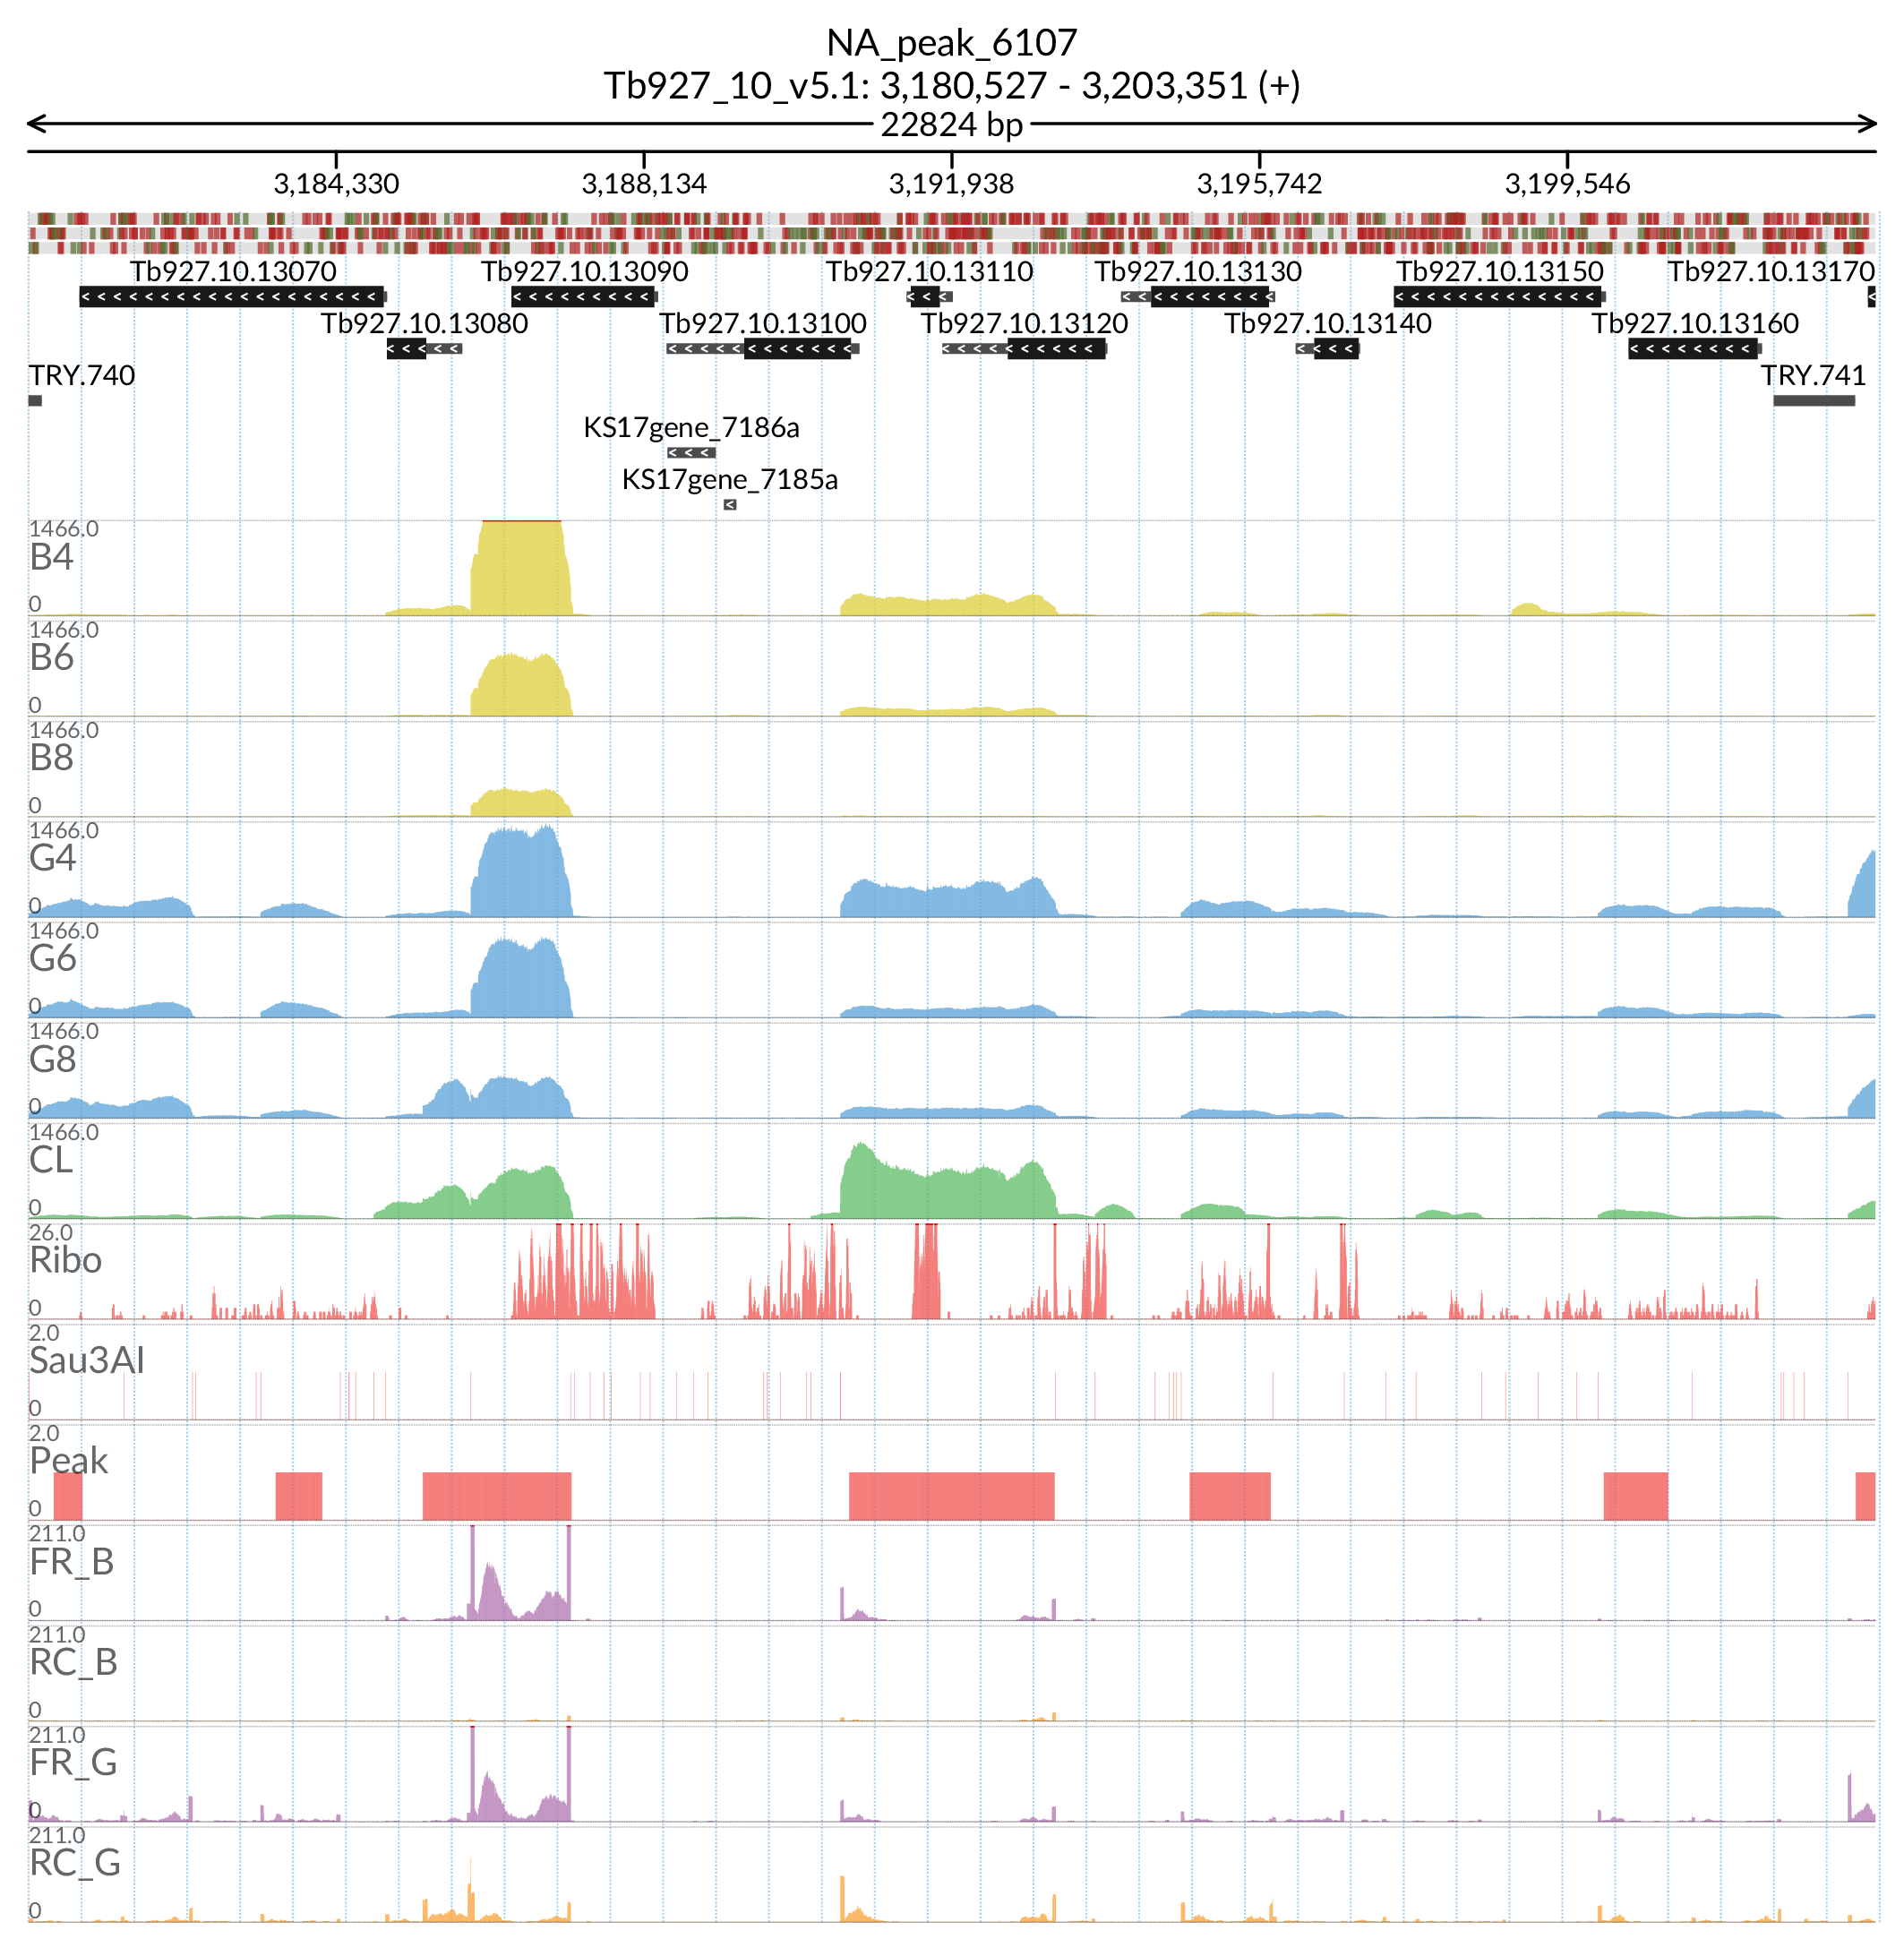 NA_peak_6107
Tb927_10_v5.1: 3,180,527 - 3,203,351 (+)
22824 bp
3,184,330 3,188,134 3,191,938 3,195,742 3,199,546
Tb927.10.13070 Tb927.10.13090 Tb927.10.13110 Tb927.10.13130 Tb927.10.13150 Tb927.10.13170
Tb927.10.13080 Tb927.10.13100 Tb927.10.13120 Tb927.10.13140 Tb927.10.13160
TRY.740 TRY.741
KS17gene_7186a
KS17gene_7185a
1466.0
B4
0
1466.0
B6
0
1466.0
B8
0
1466.0
G4
0
1466.0
G6
0
1466.0
G8
0
1466.0
CL
0
26.0
Ribo
0
2.0
Sau3AI
0
2.0
Peak
0
211.0
FR_B
0
211.0
RC_B
0
211.0
FR_G
0
211.0
RC_G
0